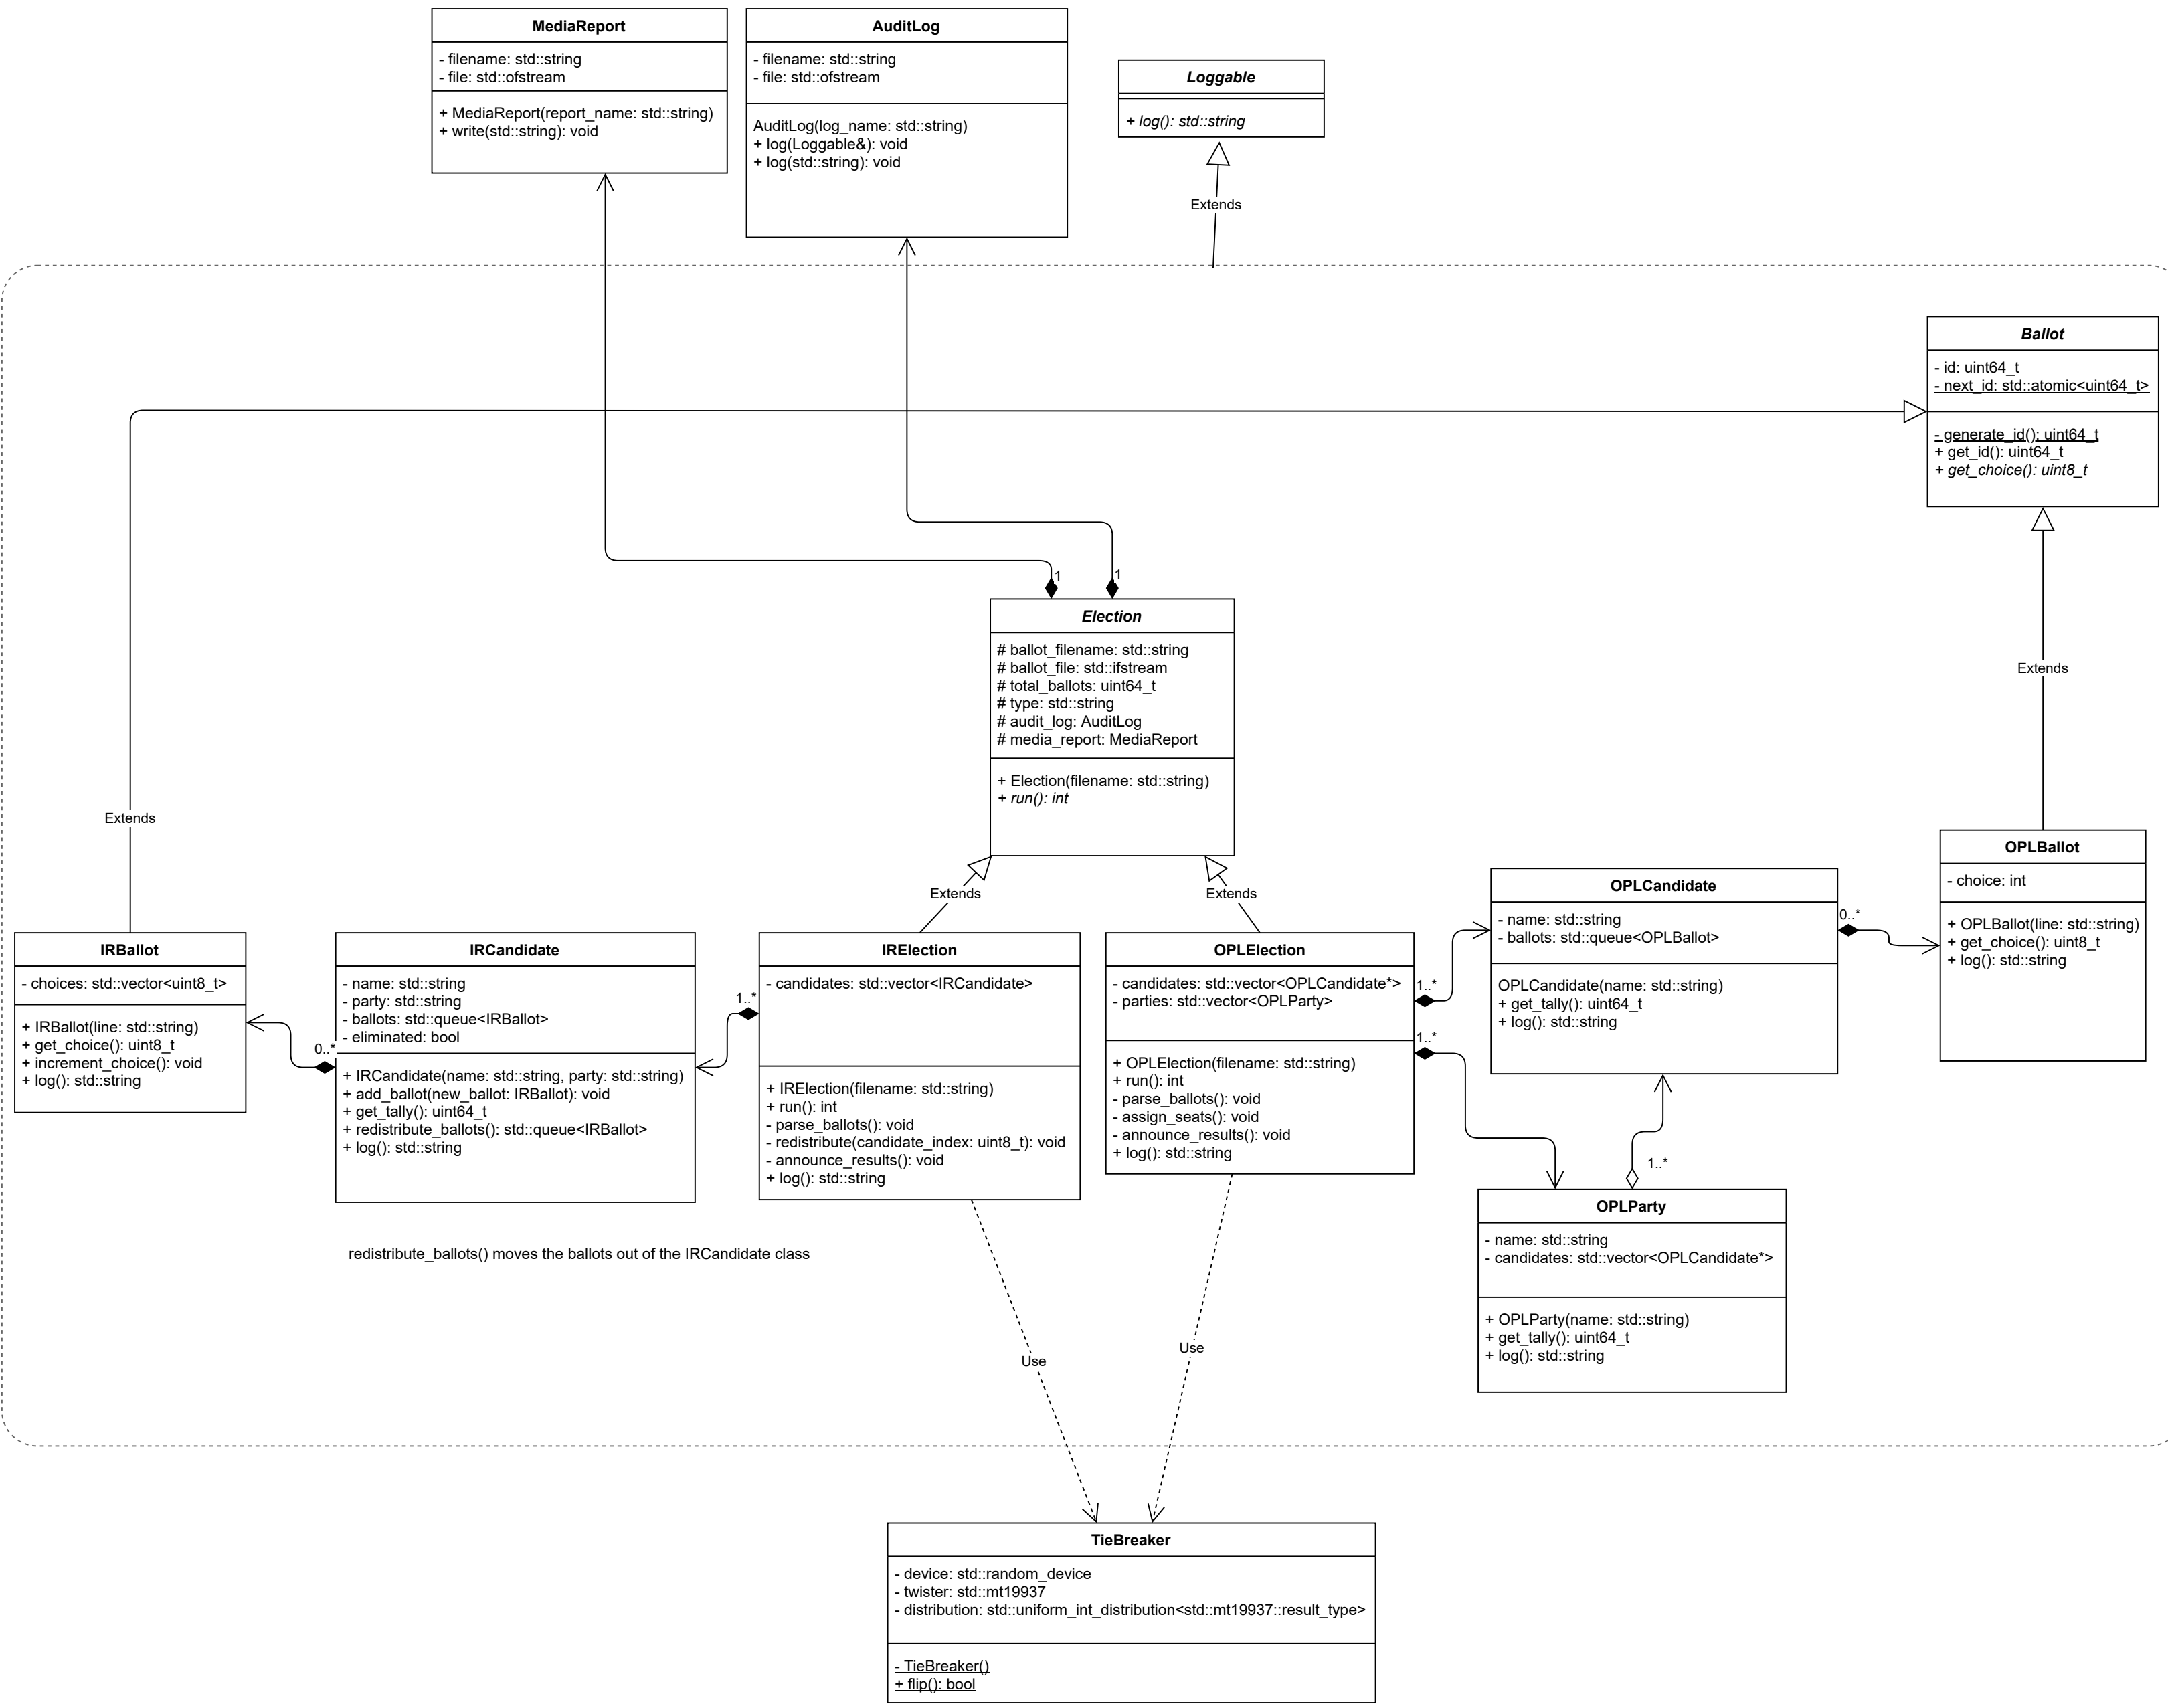 MediaReport
- filename: std::string
- file: std::ofstream
+ MediaReport(report_name: std::string)
+ write(std::string): void
AuditLog
- filename: std::string
- file: std::ofstream
AuditLog(log_name: std::string)
+ log(Loggable&): void
+ log(std::string): void
Loggable
+ log(): std::string
Extends
Ballot
- id: uint64_t
- next_id: std::atomic<uint64_t>
- generate_id(): uint64_t
+ get_id(): uint64_t
+ get_choice(): uint8_t
1
1
Election
# ballot_filename: std::string
# ballot_file: std::ifstream
# total_ballots: uint64_t
# type: std::string
# audit_log: AuditLog
# media_report: MediaReport
+ Election(filename: std::string)
+ run(): int
Extends
Extends
Extends
Extends
IRBallot
- choices: std::vector<uint8_t>
+ IRBallot(line: std::string)
+ get_choice(): uint8_t
+ increment_choice(): void
+ log(): std::string
0..*
IRCandidate
- name: std::string
- party: std::string
- ballots: std::queue<IRBallot>
- eliminated: bool
+ IRCandidate(name: std::string, party: std::string)
+ add_ballot(new_ballot: IRBallot): void
+ get_tally(): uint64_t
+ redistribute_ballots(): std::queue<IRBallot>
+ log(): std::string
1..*
IRElection
- candidates: std::vector<IRCandidate>
+ IRElection(filename: std::string)
+ run(): int
- parse_ballots(): void
- redistribute(candidate_index: uint8_t): void
- announce_results(): void
+ log(): std::string
OPLElection
- candidates: std::vector<OPLCandidate*>
- parties: std::vector<OPLParty>
+ OPLElection(filename: std::string)
+ run(): int
- parse_ballots(): void
- assign_seats(): void
- announce_results(): void
+ log(): std::string
1..*
1..*
OPLCandidate
- name: std::string
- ballots: std::queue<OPLBallot>
OPLCandidate(name: std::string)
+ get_tally(): uint64_t
+ log(): std::string
0..*
OPLBallot
- choice: int
+ OPLBallot(line: std::string)
+ get_choice(): uint8_t
+ log(): std::string
1..*
OPLParty
- name: std::string
- candidates: std::vector<OPLCandidate*>
+ OPLParty(name: std::string)
+ get_tally(): uint64_t
+ log(): std::string
redistribute_ballots() moves the ballots out of the IRCandidate class
Use
Use
TieBreaker
- device: std::random_device
- twister: std::mt19937
- distribution: std::uniform_int_distribution<std::mt19937::result_type>
- TieBreaker()
+ flip(): bool